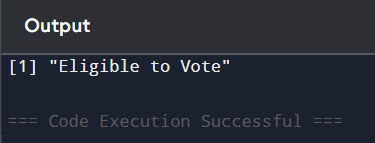 Output
[1] "Eligible to Vote"
=== Code Execution Successful ===